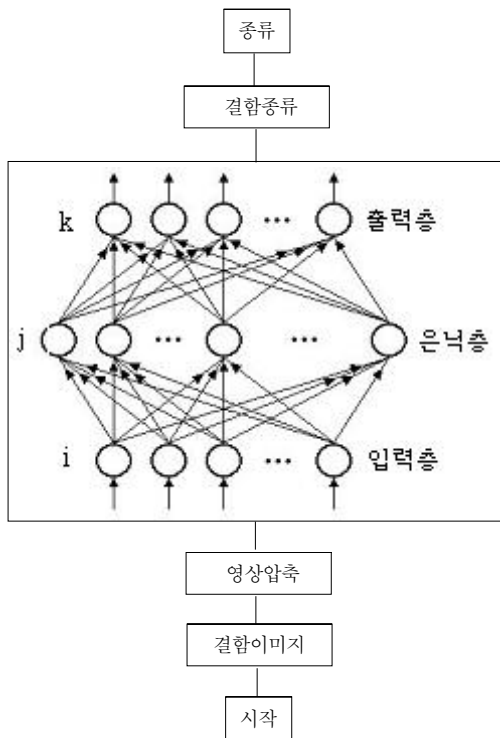 종류
결함종류
k ... 출력층
j ... ... 은닉층
i ... 입력층
영상압축
결함이미지
시작